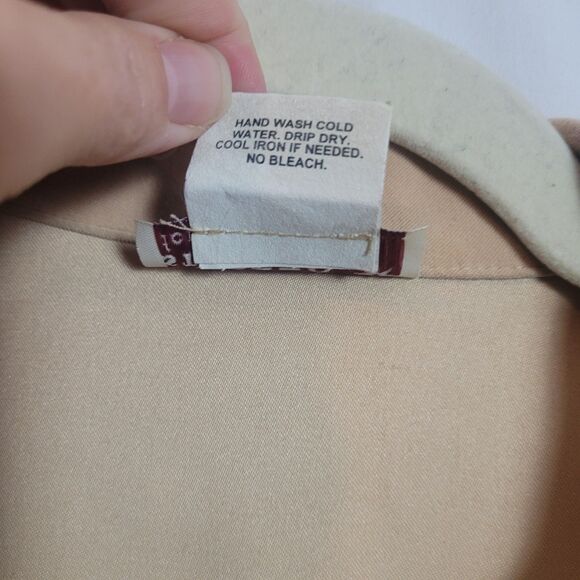 HAND WASH COLD
WATER. DRIP DRY.
COOL IRON IF NEEDED.
NO BLEACH.